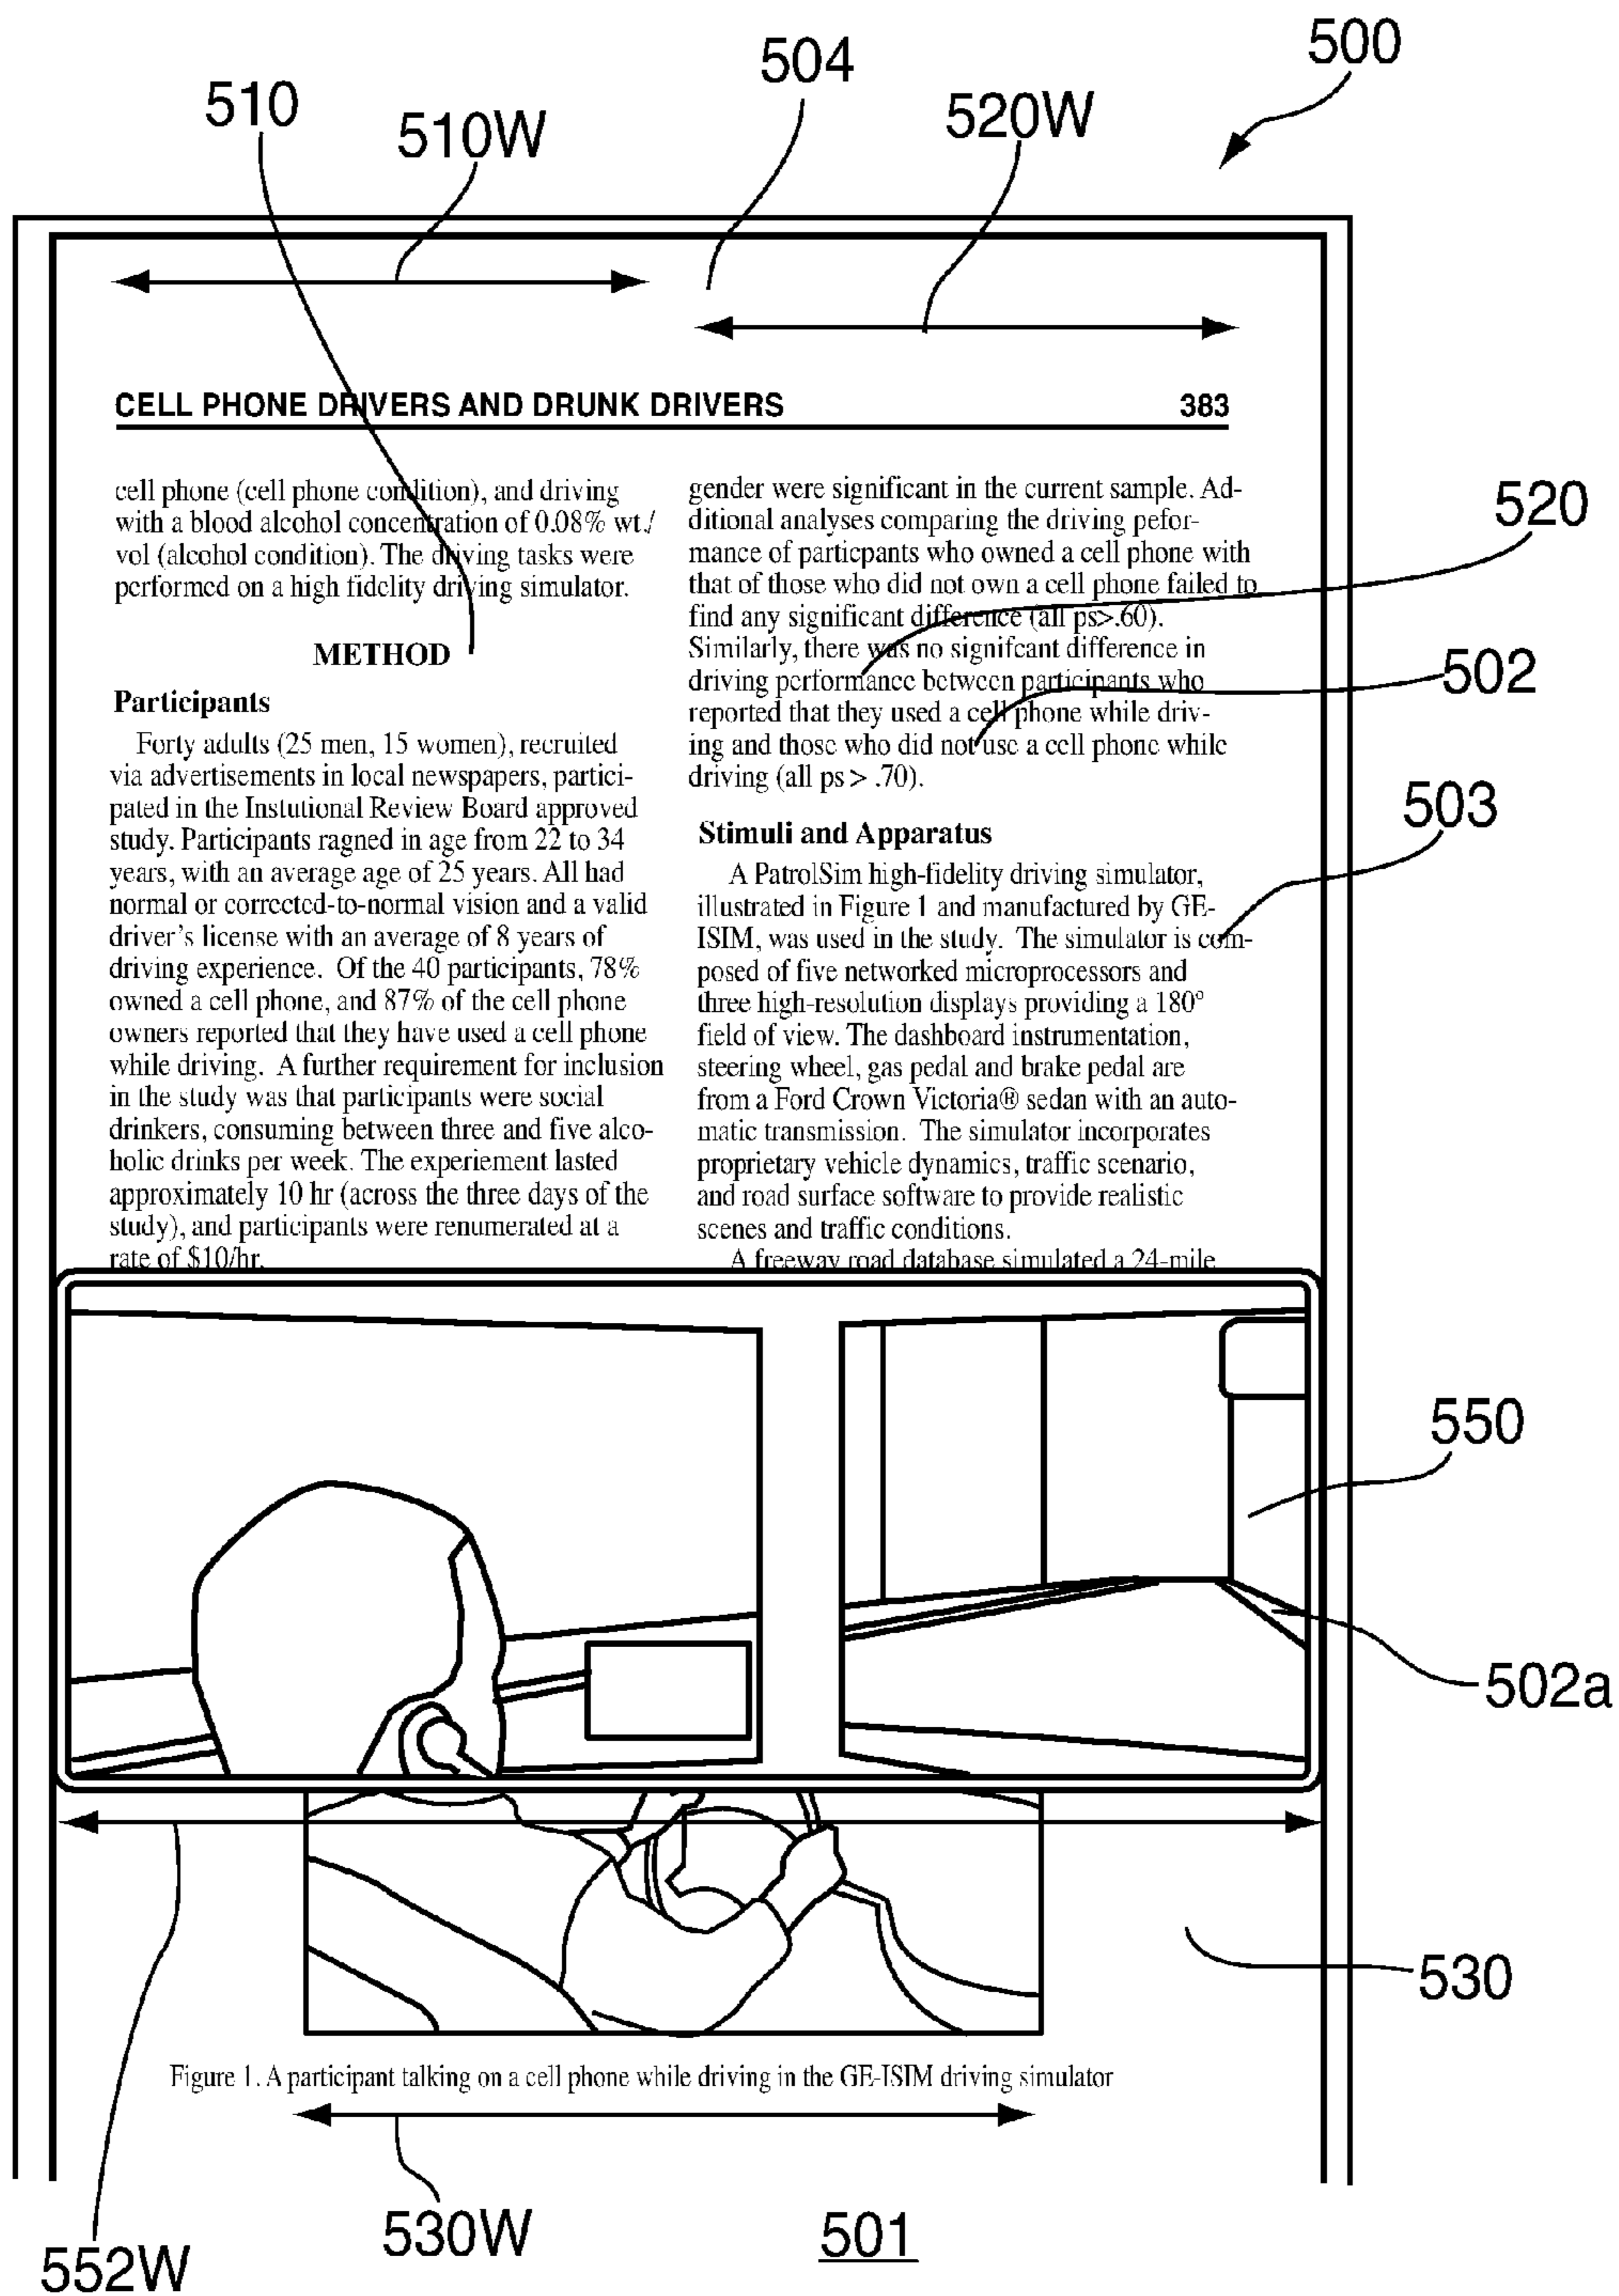 500
504
510
510W
520W
CELL PHONE DRIVERS AND DRUNK DRIVERS 383
cell phone (cell phone condition), and driving
with a blood alcohol concentration of 0.08% wt./
vol (alcohol condition). The driving tasks were
performed on a high fidelity driving simulator.
METHOD
Participants
Forty adults (25 men, 15 women), recruited
via advertisements in local newspapers, partici-
pated in the Instutional Review Board approved
study. Participants ragned in age from 22 to 34
years, with an average age of 25 years. All had
normal or corrected-to-normal vision and a valid
driver's license with an average of 8 years of
driving experience. Of the 40 participants, 78%
owned a cell phone, and 87% of the cell phone
owners reported that they have used a cell phone
while driving. A further requirement for inclusion
in the study was that participants were social
drinkers, consuming between three and five alco-
holic drinks per week. The experiement lasted
approximately 10 hr (across the three days of the
study), and participants were renumerated at a
rate of $10/hr.
gender were significant in the current sample. Ad-
ditional analyses comparing the driving pefor-
mance of particpants who owned a cell phone with
that of those who did not own a cell phone failed to
find any significant difference (all ps>.60).
Similarly, there was no signifcant difference in
driving performance between participants who
reported that they used a cell phone while driv-
ing and those who did not use a cell phone while
driving (all ps > .70).
Stimuli and Apparatus
A PatrolSim high-fidelity driving simulator,
illustrated in Figure 1 and manufactured by GE-
ISIM, was used in the study. The simulator is com-
posed of five networked microprocessors and
three high-resolution displays providing a 180°
field of view. The dashboard instrumentation,
steering wheel, gas pedal and brake pedal are
from a Ford Crown Victoria® sedan with an auto-
matic transmission. The simulator incorporates
proprietary vehicle dynamics, traffic scenario,
and road surface software to provide realistic
scenes and traffic conditions.
A freeway road database simulated a 24-mile
520
502
503
550
502a
530
Figure 1. A participant talking on a cell phone while driving in the GE-ISIM driving simulator
530W
501
552W